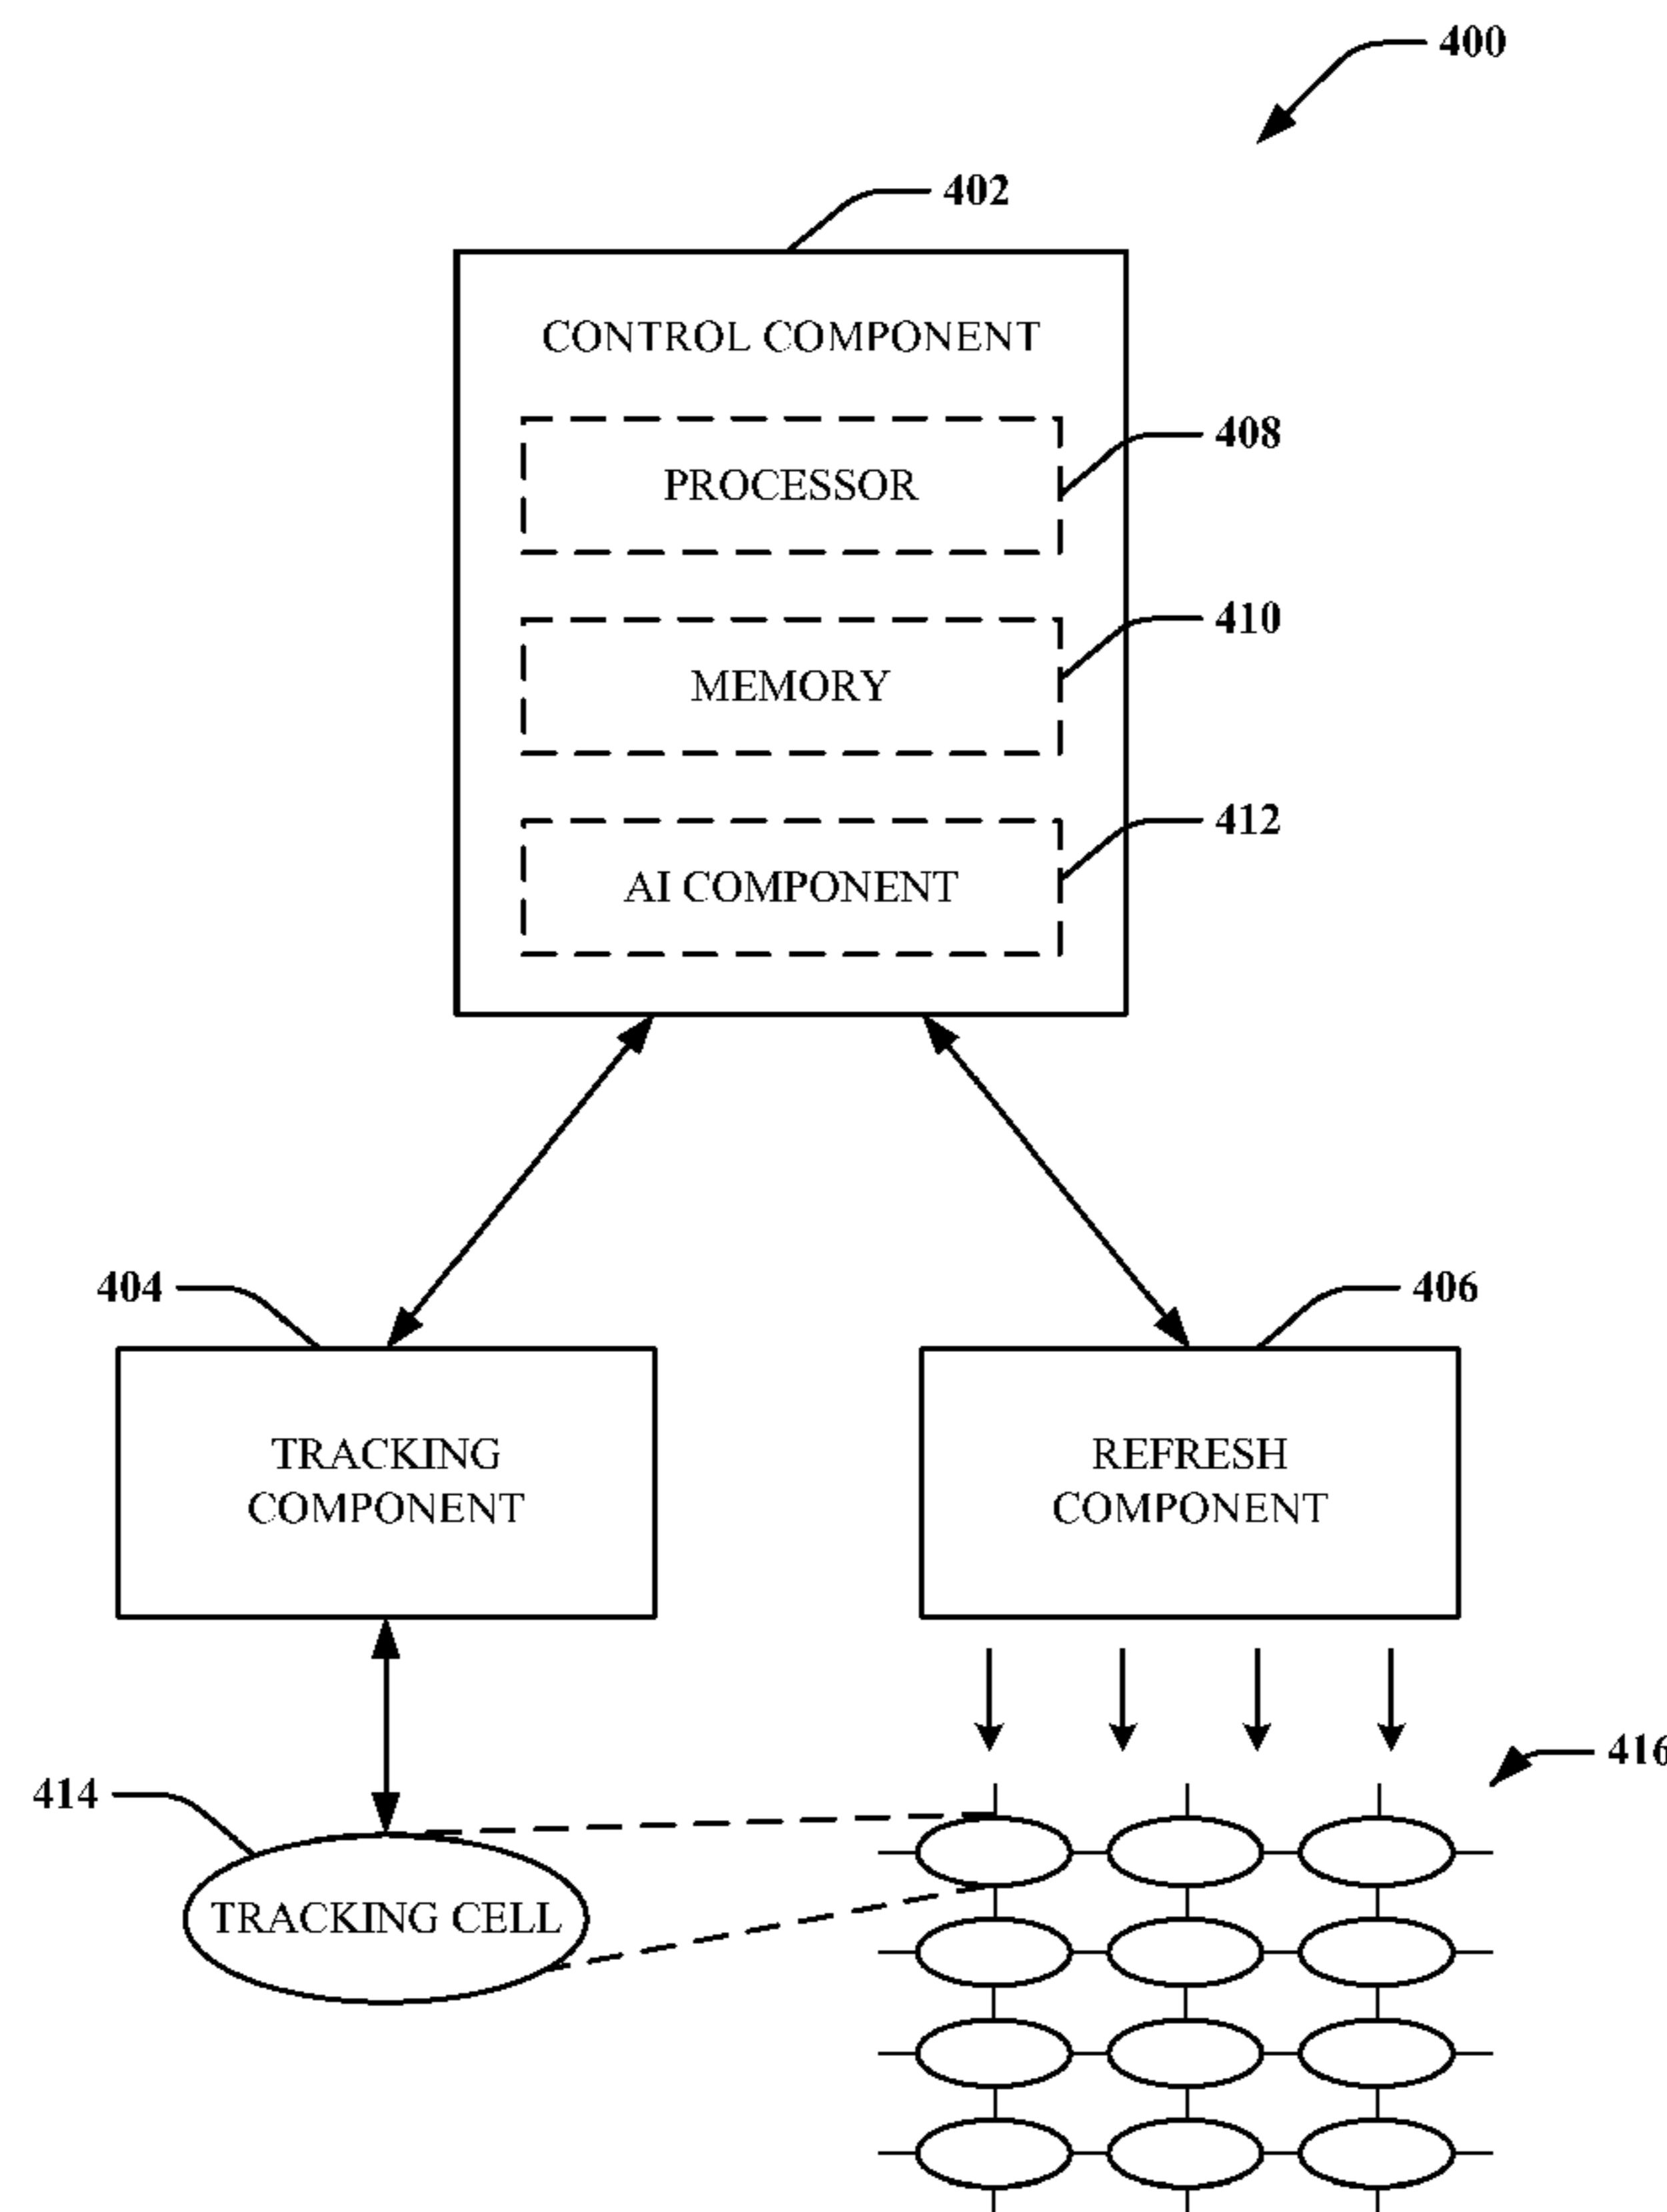 400
402
CONTROL COMPONENT
408
PROCESSOR
410
MEMORY
412
AI COMPONENT
404
406
TRACKING
COMPONENT
REFRESH
COMPONENT
416
414
TRACKING CELL